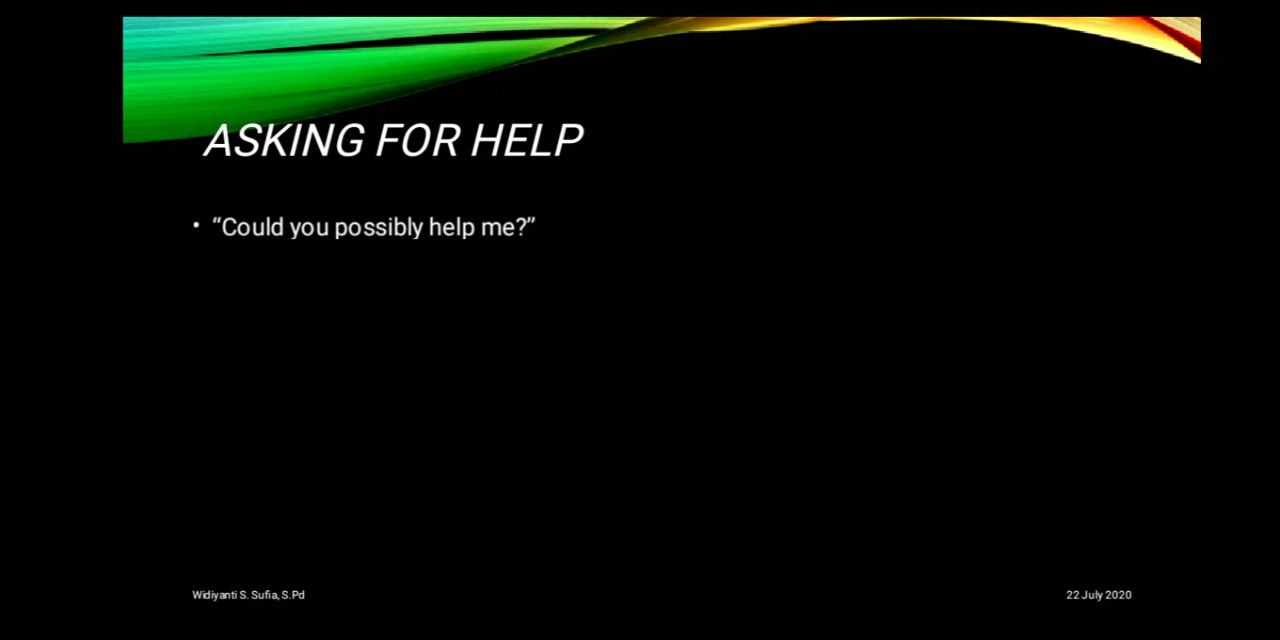 ASKING FOR HELP
• “Could you possibly help me?”
Widiyanti S. Sufia, S.Pd
22 July 2020